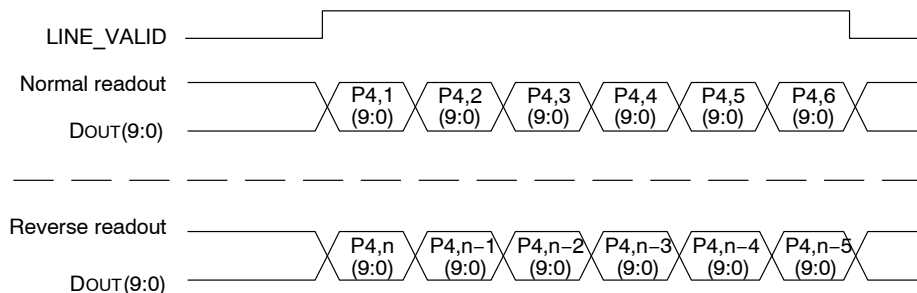 LINE_VALID
Normal readout
P4,1 P4,2 P4,3 P4,4 P4,5 P4,6
(9:0) (9:0) (9:0) (9:0) (9:0) (9:0)
DOUT(9:0)
Reverse readout
P4,n P4,n−1 P4,n−2 P4,n−3 P4,n−4 P4,n−5
(9:0) (9:0) (9:0) (9:0) (9:0) (9:0)
DOUT(9:0)